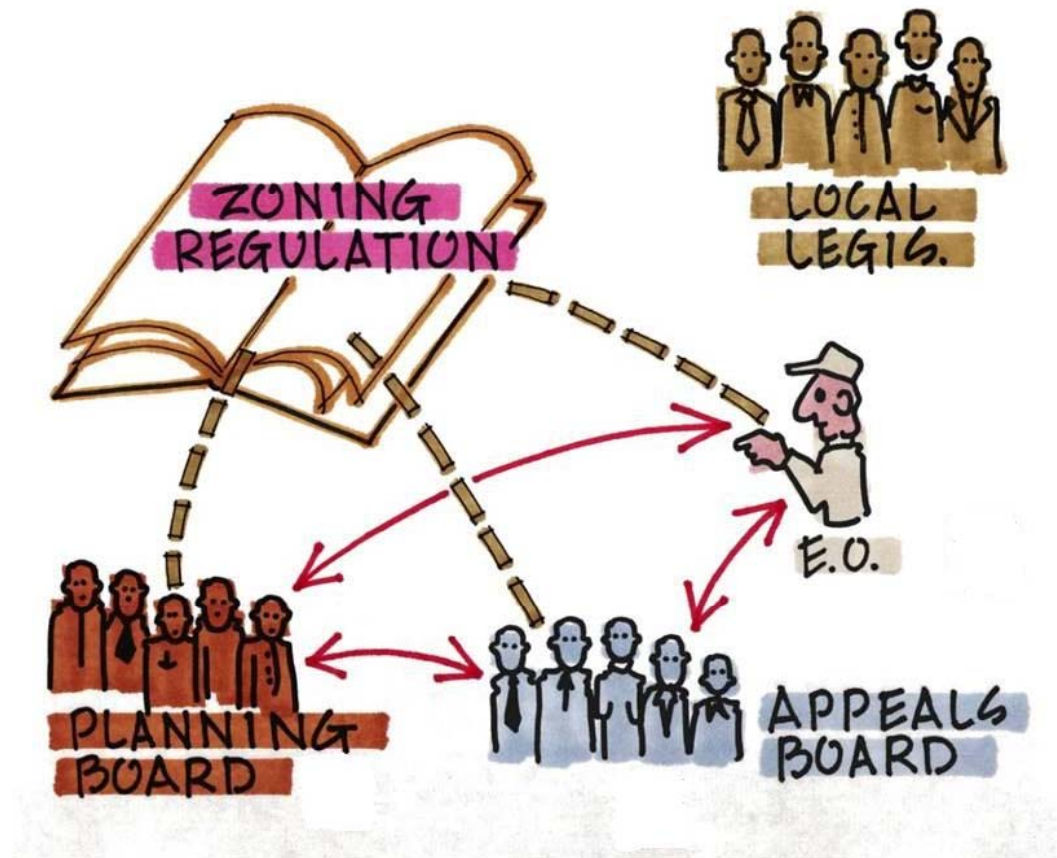 ZONING
REGULATION
LOCAL
LEGIS.
E.O.
PLANNING
BOARD
APPEALS
BOARD